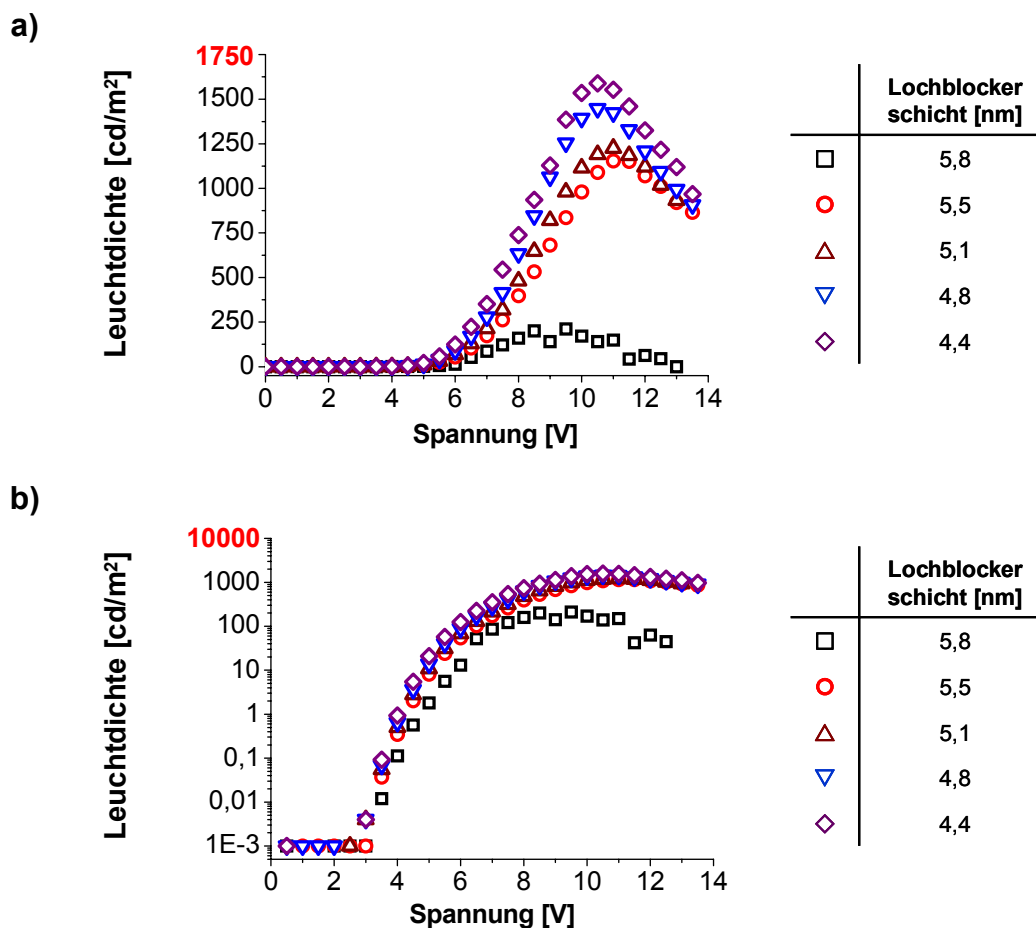 a)
1750
1500
1250
1000
750
500
250
0
Leuchtdichte [cd/m²]
0 2 4 6 8 10 12 14
Spannung [V]
Lochblocker
schicht [nm]
5,8
5,5
5,1
4,8
4,4
b)
10000
1000
100
10
1
0,1
0,01
1E-3
Leuchtdichte [cd/m²]
0 2 4 6 8 10 12 14
Spannung [V]
Lochblocker
schicht [nm]
5,8
5,5
5,1
4,8
4,4